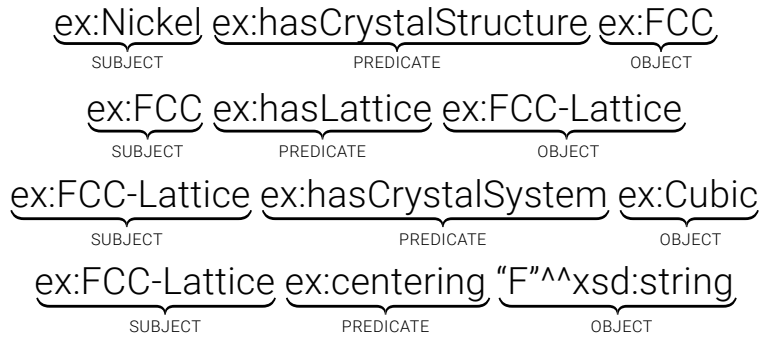 ex:Nickel ex:hasCrystalStructure ex:FCC
SUBJECT PREDICATE OBJECT
ex:FCC ex:hasLattice ex:FCC-Lattice
SUBJECT PREDICATE OBJECT
ex:FCC-Lattice ex:hasCrystalSystem ex:Cubic
SUBJECT PREDICATE OBJECT
ex:FCC-Lattice ex:centering “F”^^xsd:string
SUBJECT PREDICATE OBJECT